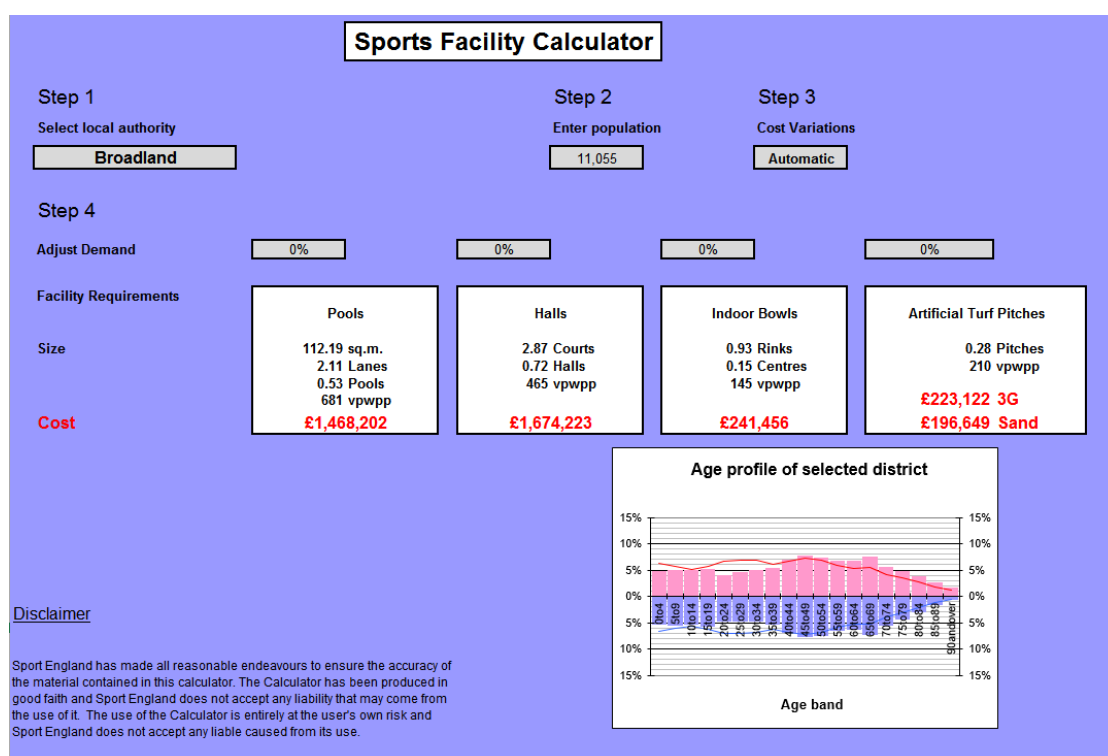 Sports Facility Calculator
Step 1
Step 2
Step 3
Select local authority
Enter population
Cost Variations
Broadland
11,055
Automatic
Step 4
Adjust Demand
0%
0%
0%
0%
Facility Requirements
Pools
Halls
Indoor Bowls
Artificial Turf Pitches
Size
112.19 sq.m.
2.11 Lanes
0.53 Pools
681 vpwpp
2.87 Courts
0.72 Halls
465 vpwpp
0.93 Rinks
0.15 Centres
145 vpwpp
0.28 Pitches
210 vpwpp
£223,122 3G
Cost
£1,468,202
£1,674,223
£241,456
£196,649 Sand
Age profile of selected district
15%
10%
5%
0%
5%
10%
15%
15%
10%
5%
0%
5%
10%
15%
0to4
5to9
10to14
15to19
20to24
25to29
30to34
35to39
40to44
45to49
50to54
55to59
60to64
65to69
70to74
75to79
80to84
85to89
90andover
Age band
Disclaimer
Sport England has made all reasonable endeavours to ensure the accuracy of
the material contained in this calculator. The Calculator has been produced in
good faith and Sport England does not accept any liability that may come from
the use of it. The use of the Calculator is entirely at the user's own risk and
Sport England does not accept any liable caused from its use.